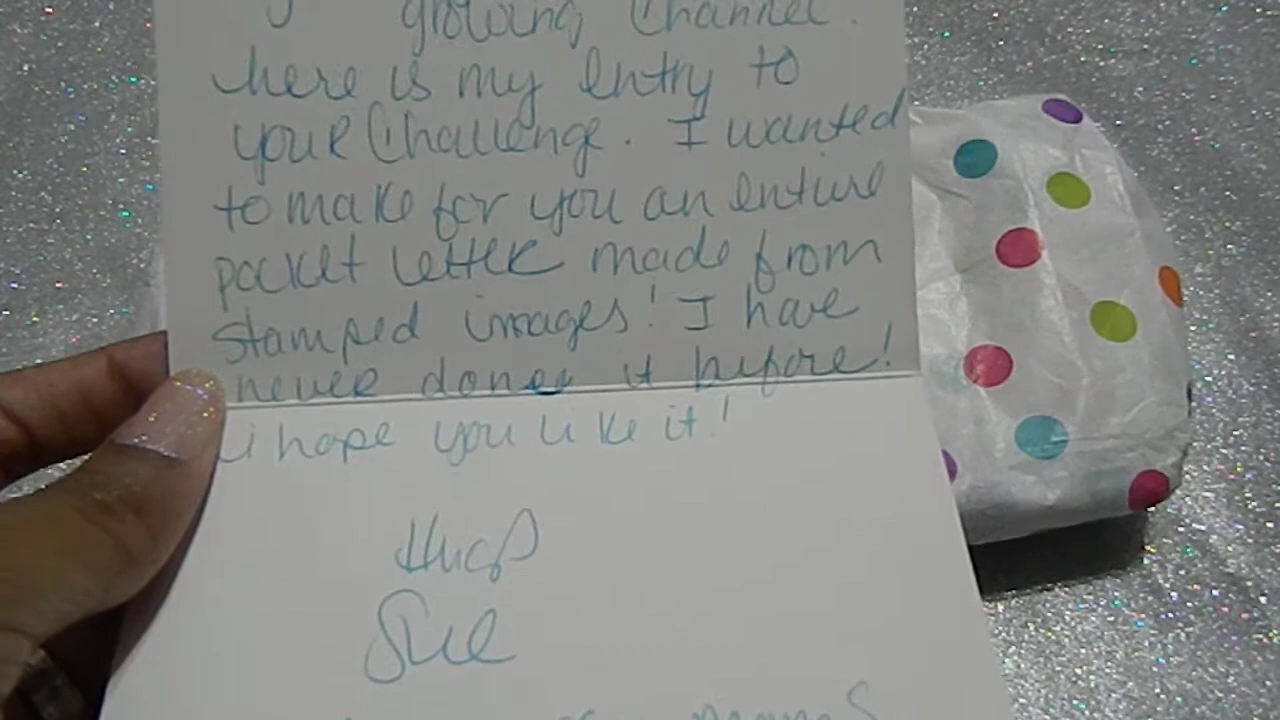 growing Channel.
here is my entry to
your Challenge. I wanted
to make for you an entire
pocket letter made from
stamped images! I have
never done it before!
i hope you like it!
Hugs
Sue